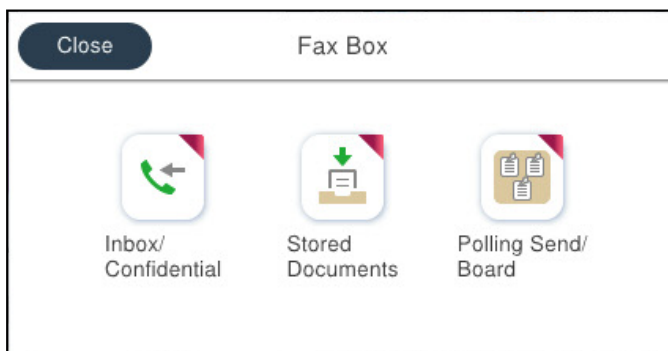 Close
Fax Box
Inbox/
Confidential
Stored
Documents
Polling Send/
Board